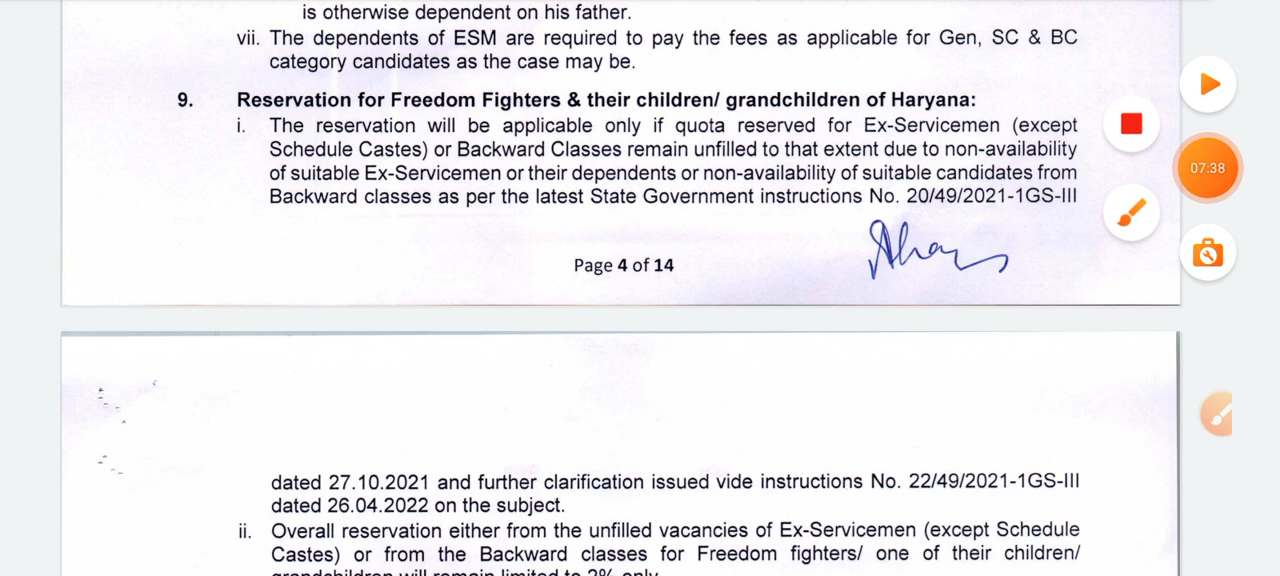 is otherwise dependent on his father.
vii. The dependents of ESM are required to pay the fees as applicable for Gen, SC & BC
category candidates as the case may be.
9. Reservation for Freedom Fighters & their children/ grandchildren of Haryana:
i. The reservation will be applicable only if quota reserved for Ex-Servicemen (except
Schedule Castes) or Backward Classes remain unfilled to that extent due to non-availability
of suitable Ex-Servicemen or their dependents or non-availability of suitable candidates from
Backward classes as per the latest State Government instructions No. 20/49/2021-1GS-III
Page 4 of 14
07:38
dated 27.10.2021 and further clarification issued vide instructions No. 22/49/2021-1GS-III
dated 26.04.2022 on the subject.
ii. Overall reservation either from the unfilled vacancies of Ex-Servicemen (except Schedule
Castes) or from the Backward classes for Freedom fighters/ one of their children/
grandchildren will remain limited to 2% only